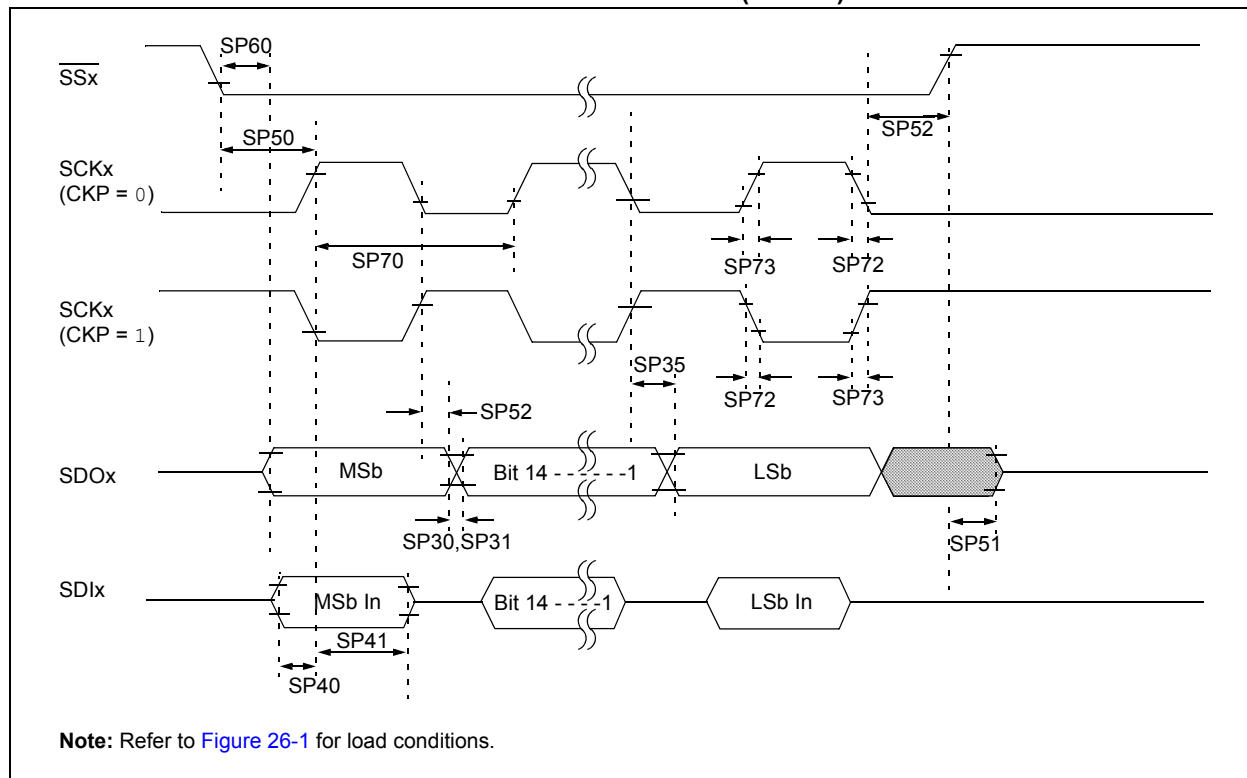 SP60
SSx
SP50
SP52
SCKx
(CKP = 0)
SP70
SP73
SP72
SCKx
(CKP = 1)
SP35
SP72
SP73
SP52
SDOx
MSb
Bit 14 - - - - - -1
LSb
SP30,SP31
SP51
SDIx
MSb In
Bit 14 - - - -1
LSb In
SP41
SP40
Note: Refer to Figure 26-1 for load conditions.